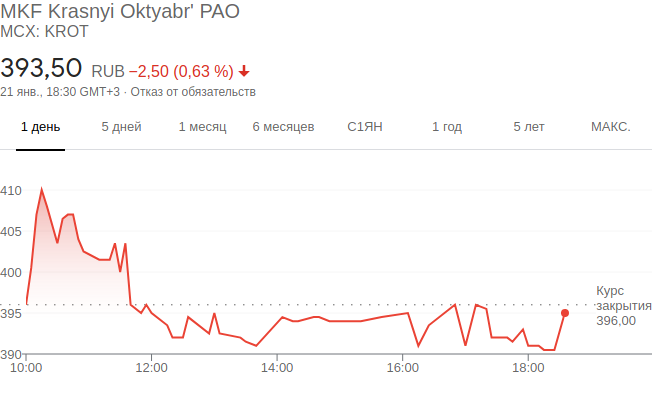 MKF Krasnyi Oktyabr' PAO
MCX: KROT
393,50 RUB −2,50 (0,63 %)
21 янв., 18:30 GMT+3 · Отказ от обязательств
1 день 5 дней 1 месяц 6 месяцев С1ЯН 1 год 5 лет МАКС.
410
405
400
395
390
Курс
закрытия
396,00
10:00 12:00 14:00 16:00 18:00